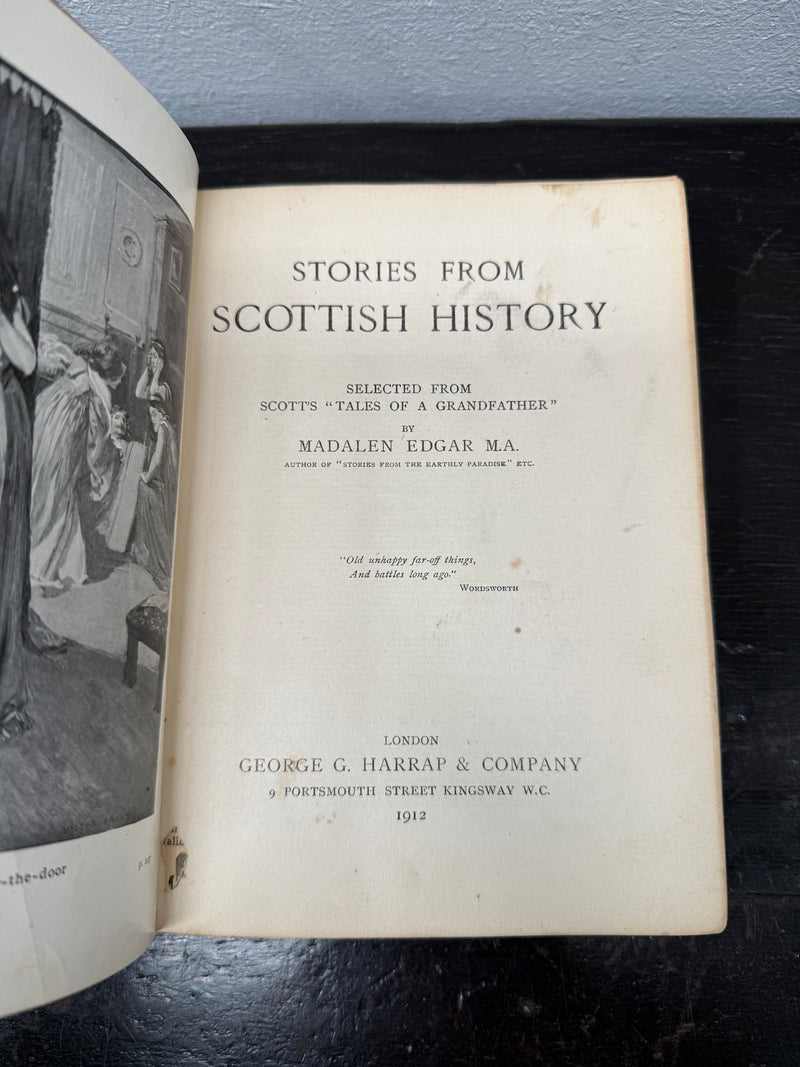 STORIES FROM
SCOTTISH HISTORY
SELECTED FROM
SCOTT'S "TALES OF A GRANDFATHER"
BY
MADALEN EDGAR M.A.
AUTHOR OF "STORIES FROM THE EARTHLY PARADISE" ETC.
"Old unhappy far-off things,
And battles long ago."
WORDSWORTH
LONDON
GEORGE G. HARRAP & COMPANY
9 PORTSMOUTH STREET KINGSWAY W.C.
1912
-the-door